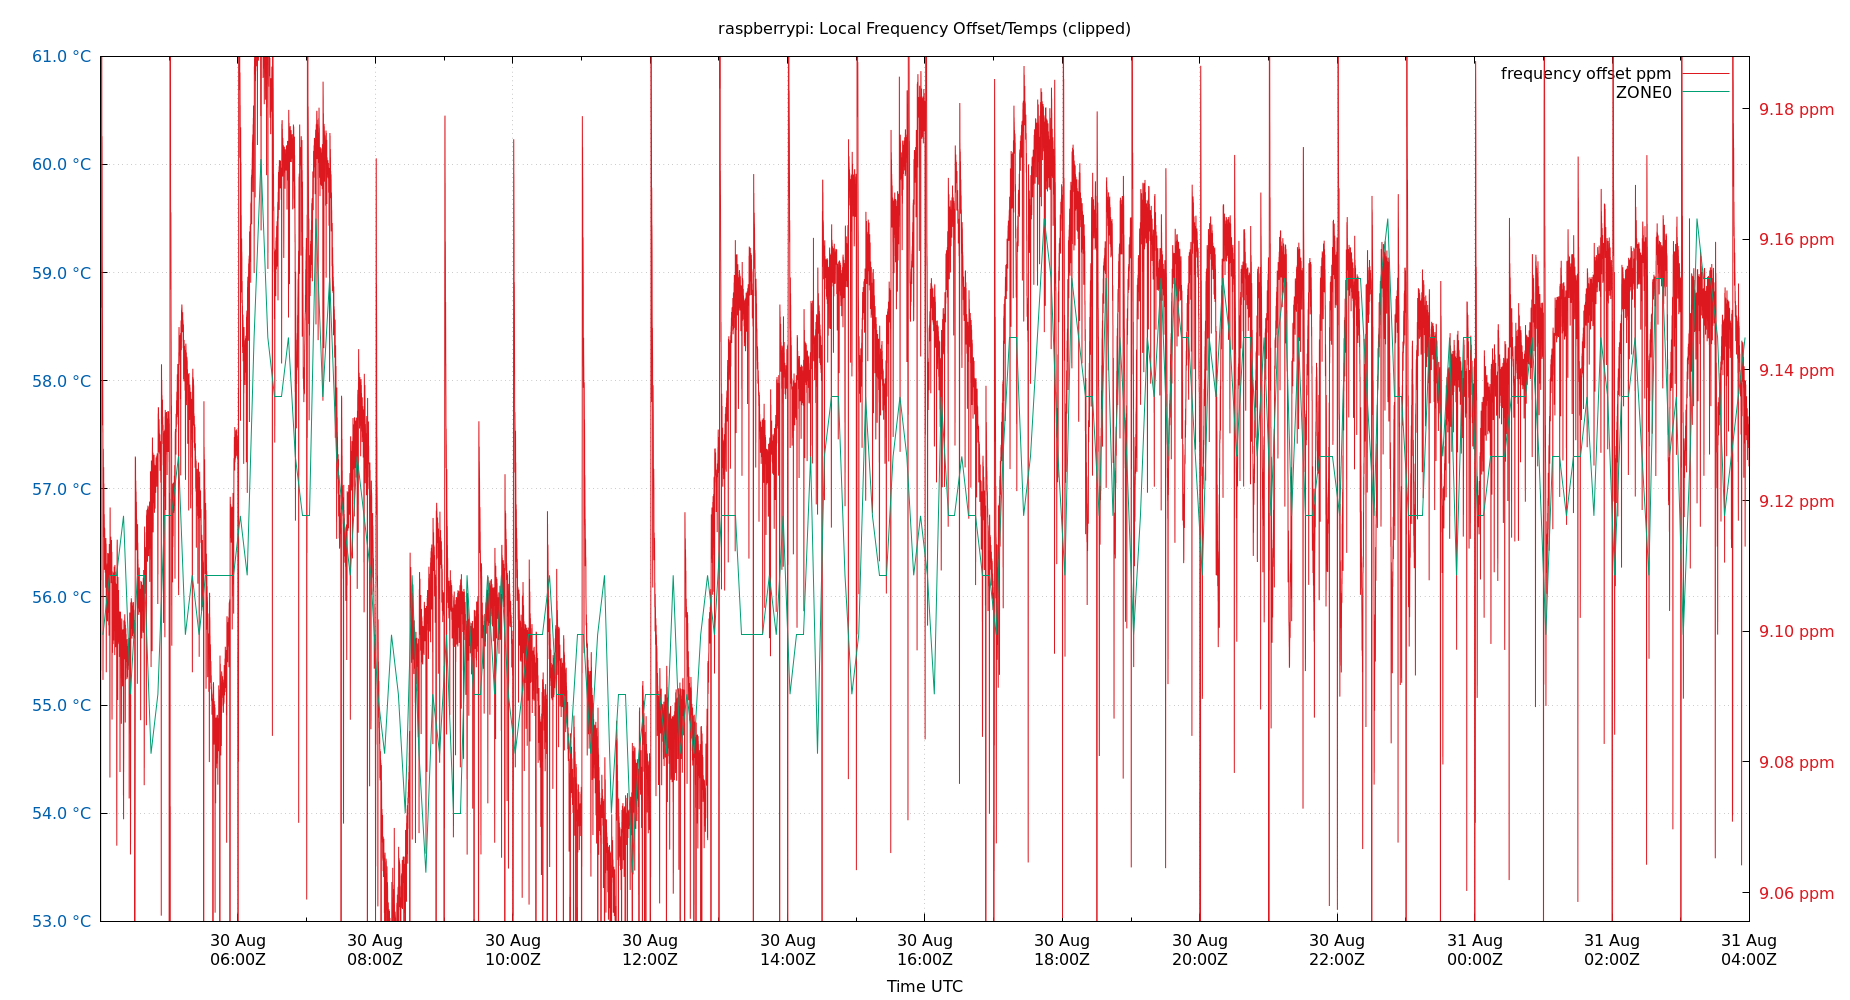 raspberrypi: Local Frequency Offset/Temps (clipped)
frequency offset ppm
ZONE0
61.0 °C
60.0 °C
59.0 °C
58.0 °C
57.0 °C
56.0 °C
55.0 °C
54.0 °C
53.0 °C
9.18 ppm
9.16 ppm
9.14 ppm
9.12 ppm
9.10 ppm
9.08 ppm
9.06 ppm
30 Aug 30 Aug 30 Aug 30 Aug 30 Aug 30 Aug 30 Aug 30 Aug 30 Aug 31 Aug 31 Aug 31 Aug
06:00Z 08:00Z 10:00Z 12:00Z 14:00Z 16:00Z 18:00Z 20:00Z 22:00Z 00:00Z 02:00Z 04:00Z
Time UTC